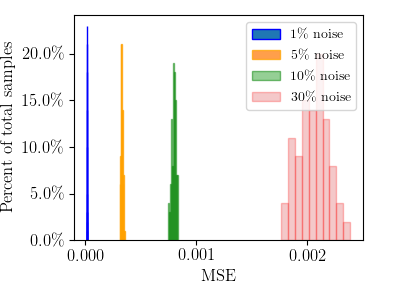 1% noise
5% noise
10% noise
30% noise
Percent of total samples
20.0%
15.0%
10.0%
5.0%
0.0%
0.000
0.001
0.002
MSE